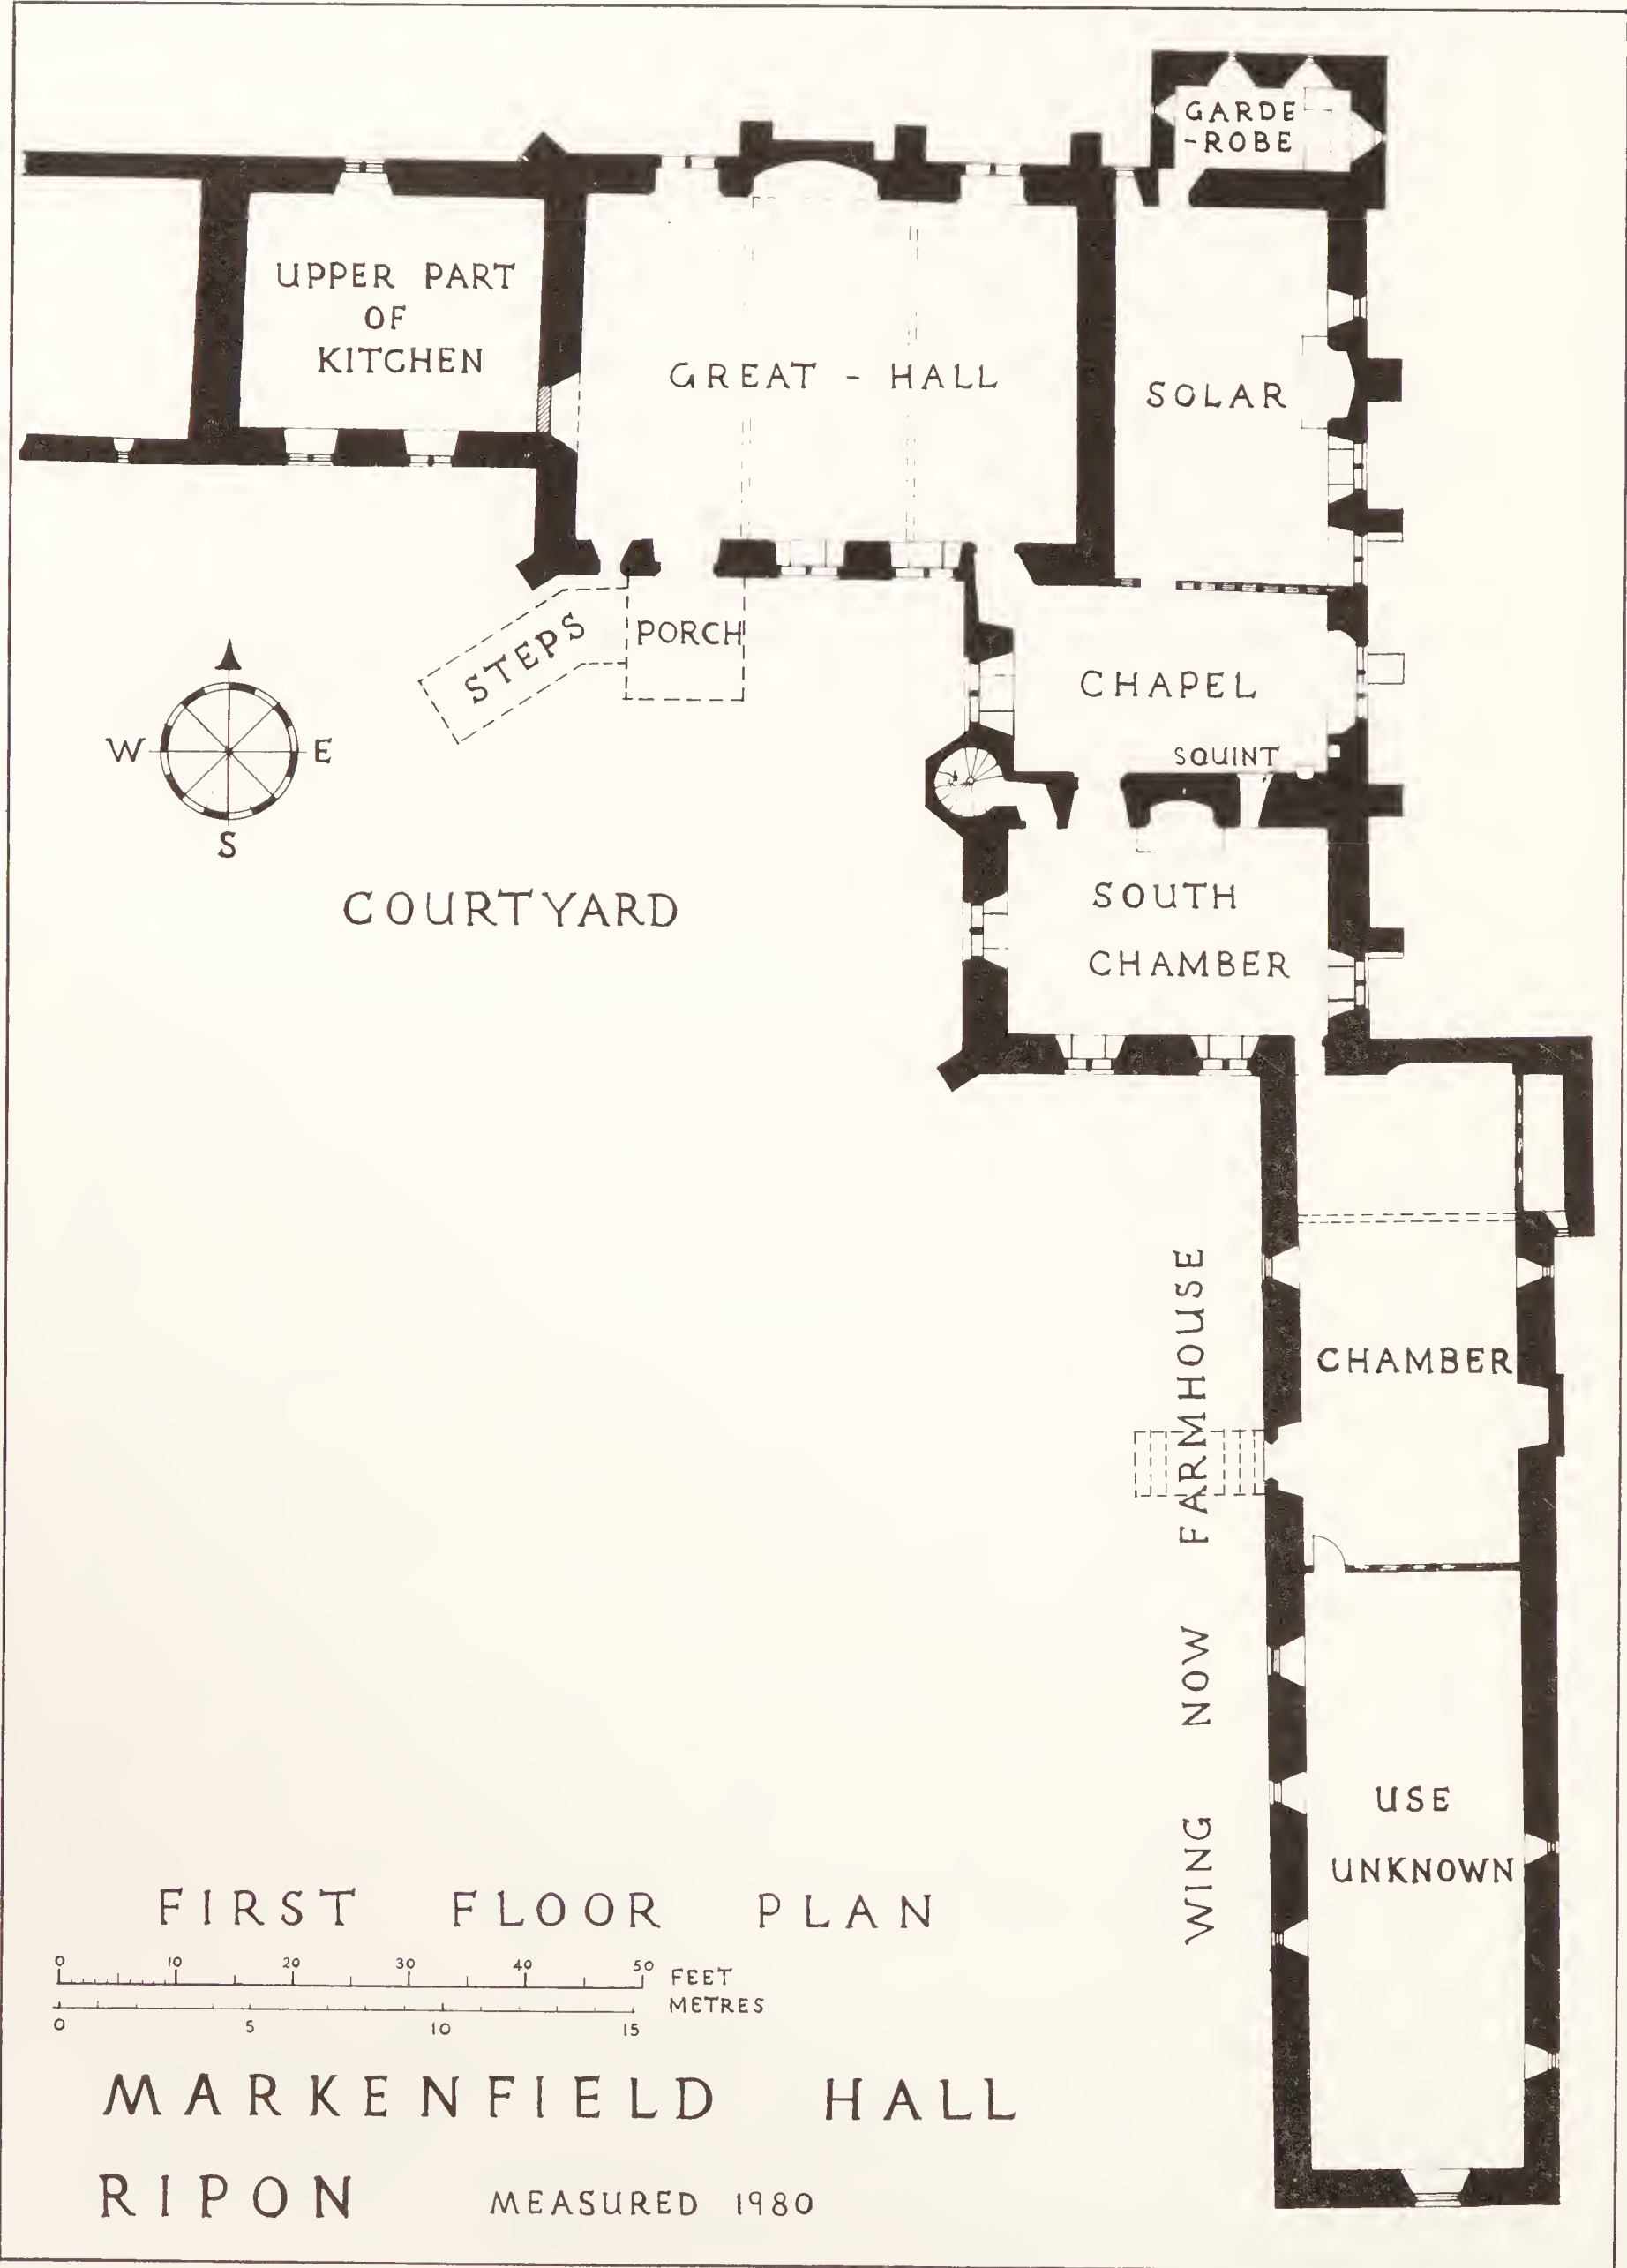 GARDE
-ROBE
UPPER PART
OF
KITCHEN
GREAT - HALL
SOLAR
STEPS
PORCH
CHAPEL
SQUINT
W E
S
COURTYARD
SOUTH
CHAMBER
CHAMBER
WING NOW FARMHOUSE
USE
UNKNOWN
FIRST FLOOR PLAN
0 10 20 30 40 50 FEET
METRES
0 5 10 15
MARKENFIELD HALL
RIPON MEASURED 1980